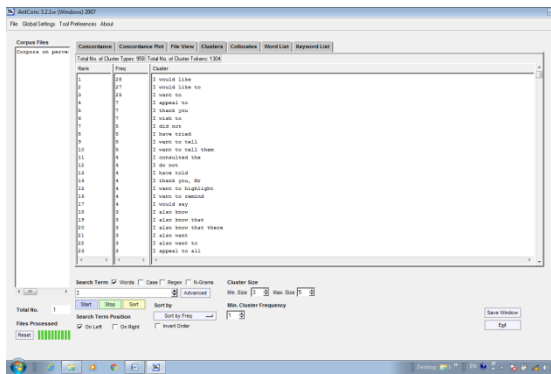 AntConc 3.2.1w (Windows) 2007
File Global Settings Tool Preferences About
Corpus Files
Corpora on perve
Concordance Concordance Plot File View Clusters Collocates Word List Keyword List
Total No. of Cluster Types: 958 Total No. of Cluster Tokens: 1304
Rank Freq Cluster
1 28 I would like
2 27 I would like to
3 26 I want to
4 7 I appeal to
5 7 I thank you
6 7 I wish to
7 5 I did not
8 5 I have tried
9 5 I want to tell
10 5 I want to tell them
11 4 I consulted the
12 4 I do not
13 4 I have told
14 4 I thank you, Mr
15 4 I want to highlight
16 4 I want to remind
17 4 I would say
18 3 I also know
19 3 I also know that
20 3 I also know that there
21 3 I also want
22 3 I also want to
23 3 I appeal to all
Search Term Words Case Regex N-Grams Cluster Size
I Advanced Min. Size 3 Max. Size 5
Start Stop Sort Sort by Min. Cluster Frequency
Total No. 1
Search Term Position Sort by Freq 1
Save Window
Files Processed
On Left On Right Invert Order
Exit
Reset
Desktop EN